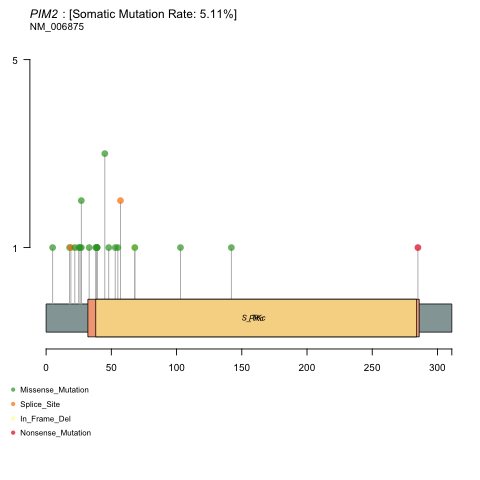 PIM2 : [Somatic Mutation Rate: 5.11%]
NM_006875
5
1
0 50 100 150 200 250 300
Missense_Mutation
Splice_Site
In_Frame_Del
Nonsense_Mutation